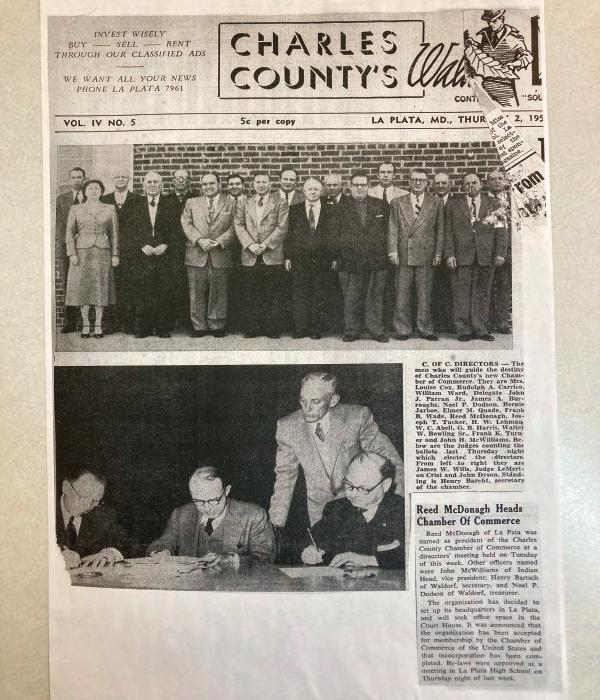 INVEST WISELY
BUY — SELL — RENT
THROUGH OUR CLASSIFIED ADS
WE WANT ALL YOUR NEWS
PHONE LA PLATA 7961
CHARLES
COUNTY'S
CONT
"SOU
VOL. IV NO. 5
5c per copy
LA PLATA, MD., THUR
2, 195
rom
C. OF C. DIRECTORS — The
men who will guide the destiny
of Charles County's new Cham-
ber of Commerce. They are Mrs.
Louise Cox, Rudolph A. Carrico,
William Ward, Delegate John
J. Parran Jr., James A. Bur-
roughs, Noel P. Dodson, Bernie
Jarboe, Elmer M. Quade, Frank
B. Wade, Reed McDonagh, Jos-
eph T. Tucker, H. W. Lehman,
W. C. Abell, G. B. Harris, Walter
W. Bowling Sr., Frank K. Turn-
er and John H. McWilliams. Be-
low are the judges counting the
ballots last Thursday night
which elected the directors.
From left to right they are
James W. Wills, Judge LeMert-
on Crist and John Dyson. Stand-
ing is Henry Barcht, secretary
of the chamber.
Reed McDonagh Heads
Chamber Of Commerce
Reed McDonagh of La Pata was
named as president of the Charles
County Chamber of Commerce at a
directors' meeting held on Tuesday
of this week. Other officers named
were John McWilliams of Indian
Head, vice president; Henry Bartsch
of Waldorf, secretary, and Noel P.
Dodson of Waldorf, treasurer.
The organization has decided to
set up its headquarters in La Plata,
and will seek office space in the
Court House. It was announced that
the organization has been accepted
for membership by the Chamber of
Commerce of the United States and
that incorporation has been com-
pleted. By-laws were approved at a
meeting in La Plata High School on
Thursday night of last week.